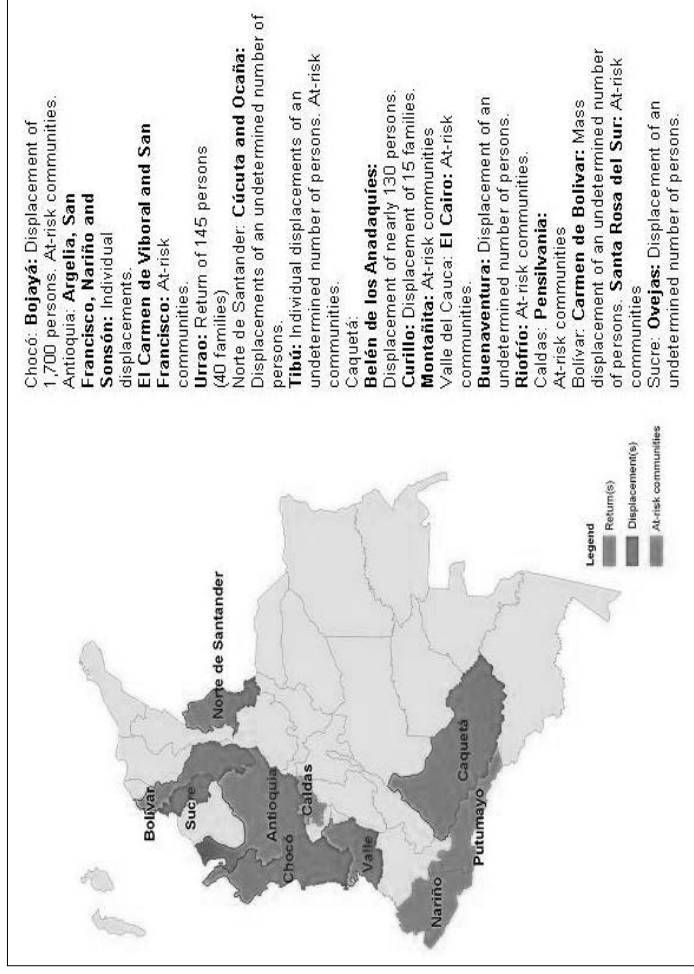 Chocó: Bojayá: Displacement of
1,700 persons. At-risk communities.
Antioquia: Argelia, San
Francisco, Nariño and
Sonsón: Individual
displacements.
El Carmen de Viboral and San
Francisco: At-risk
communities.
Urrao: Return of 145 persons
(40 families)
Norte de Santander: Cúcuta and Ocaña:
Displacements of an undetermined number of
persons.
Tibú: Individual displacements of an
undetermined number of persons. At-risk
communities.
Caquetá:
Belén de los Anadaquíes:
Displacement of nearly 130 persons.
Curillo: Displacement of 15 families.
Montañita: At-risk communities
Valle del Cauca: El Cairo: At-risk
communities.
Buenaventura: Displacement of an
undetermined number of persons.
Riofrío: At-risk communities.
Caldas: Pensilvania:
At-risk communities
Bolívar: Carmen de Bolivar: Mass
displacement of an undetermined number
of persons. Santa Rosa del Sur: At-risk
communities
Sucre: Ovejas: Displacement of an
undetermined number of persons.
Bolívar
Sucre
Norte de Santander
Antioquia
Chocó
Caldas
Valle
Caquetá
Nariño
Putumayo
Legend
Return(s)
Displacement(s)
At-risk communities